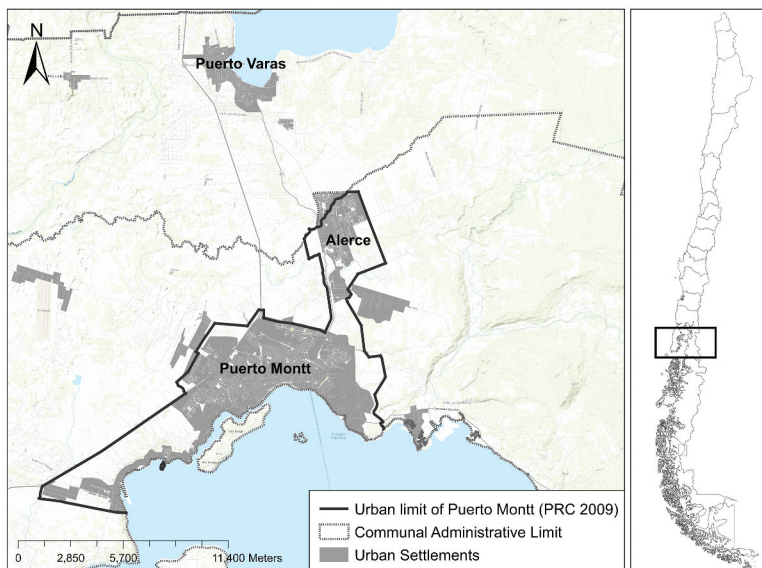 N
Puerto Varas
Alerce
Puerto Montt
0 2,850 5,700 11,400 Meters
Urban limit of Puerto Montt (PRC 2009)
Communal Administrative Limit
Urban Settlements